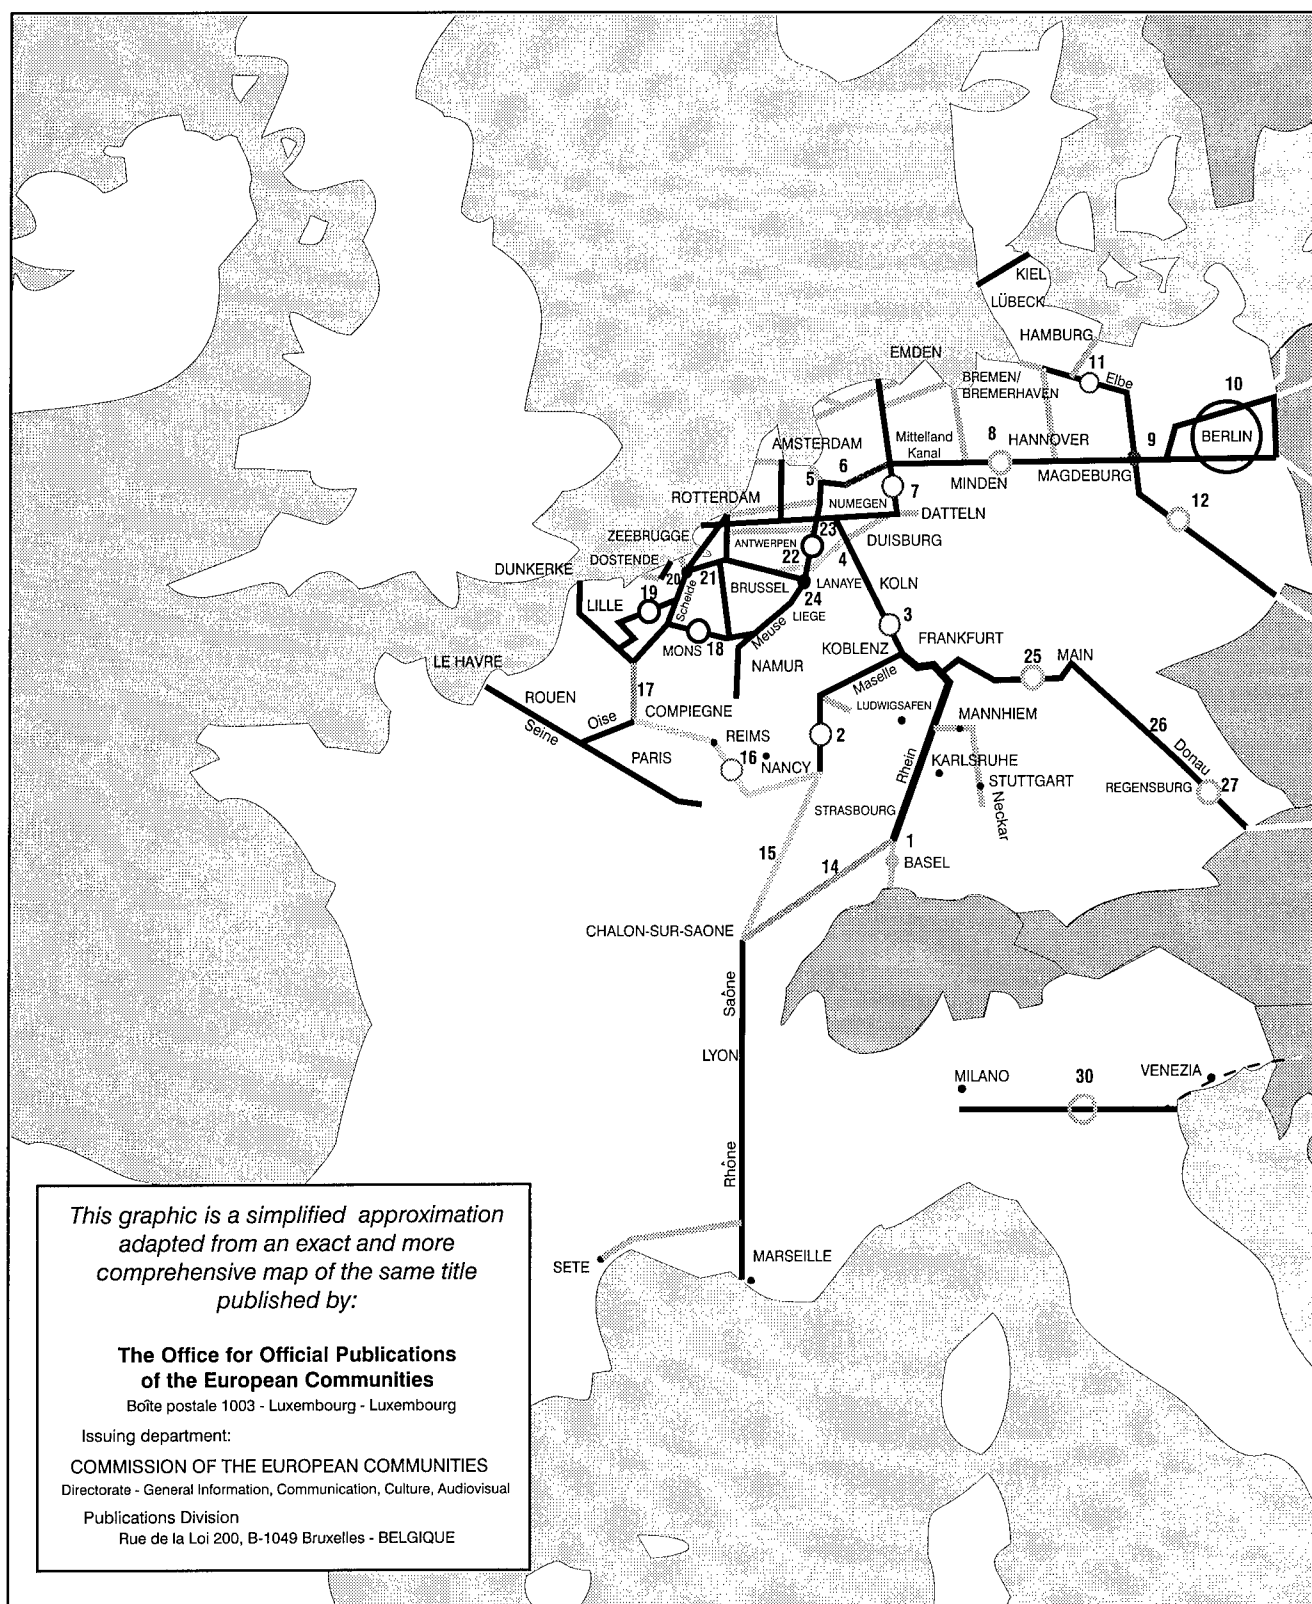 KIEL
LÜBECK
HAMBURG
EMDEN
11
Elbe
BREMEN/
BREMERHAVEN
10
AMSTERDAM
Mittelland
Kanal
8
HANNOVER
9
BERLIN
5
6
MINDEN
MAGDEBURG
7
ROTTERDAM
NUMEGEN
DATTELN
12
ZEEBRUGGE
ANTWERPEN
23
DUISBURG
22
4
DOSTENDE
DUNKERKE
20
21
BRUSSEL
LANAYE
KOLN
19
LILLE
Schelde
24
LIEGE
3
MONS
18
Meuse
KOBLENZ
FRANKFURT
LE HAVRE
NAMUR
25
MAIN
Maselle
17
ROUEN
COMPIEGNE
LUDWIGSAFEN
MANNHIEM
Oise
Seine
REIMS
2
26
Donau
PARIS
16
NANCY
Rhein
KARLSRUHE
STUTTGART
REGENSBURG
27
STRASBOURG
Neckar
1
15
14
BASEL
CHALON-SUR-SAONE
Saône
LYON
MILANO
30
VENEZIA
Rhône
SETE
MARSEILLE
This graphic is a simplified approximation
adapted from an exact and more
comprehensive map of the same title
published by:
The Office for Official Publications
of the European Communities
Boîte postale 1003 - Luxembourg - Luxembourg
Issuing department:
COMMISSION OF THE EUROPEAN COMMUNITIES
Directorate - General Information, Communication, Culture, Audiovisual
Publications Division
Rue de la Loi 200, B-1049 Bruxelles - BELGIQUE